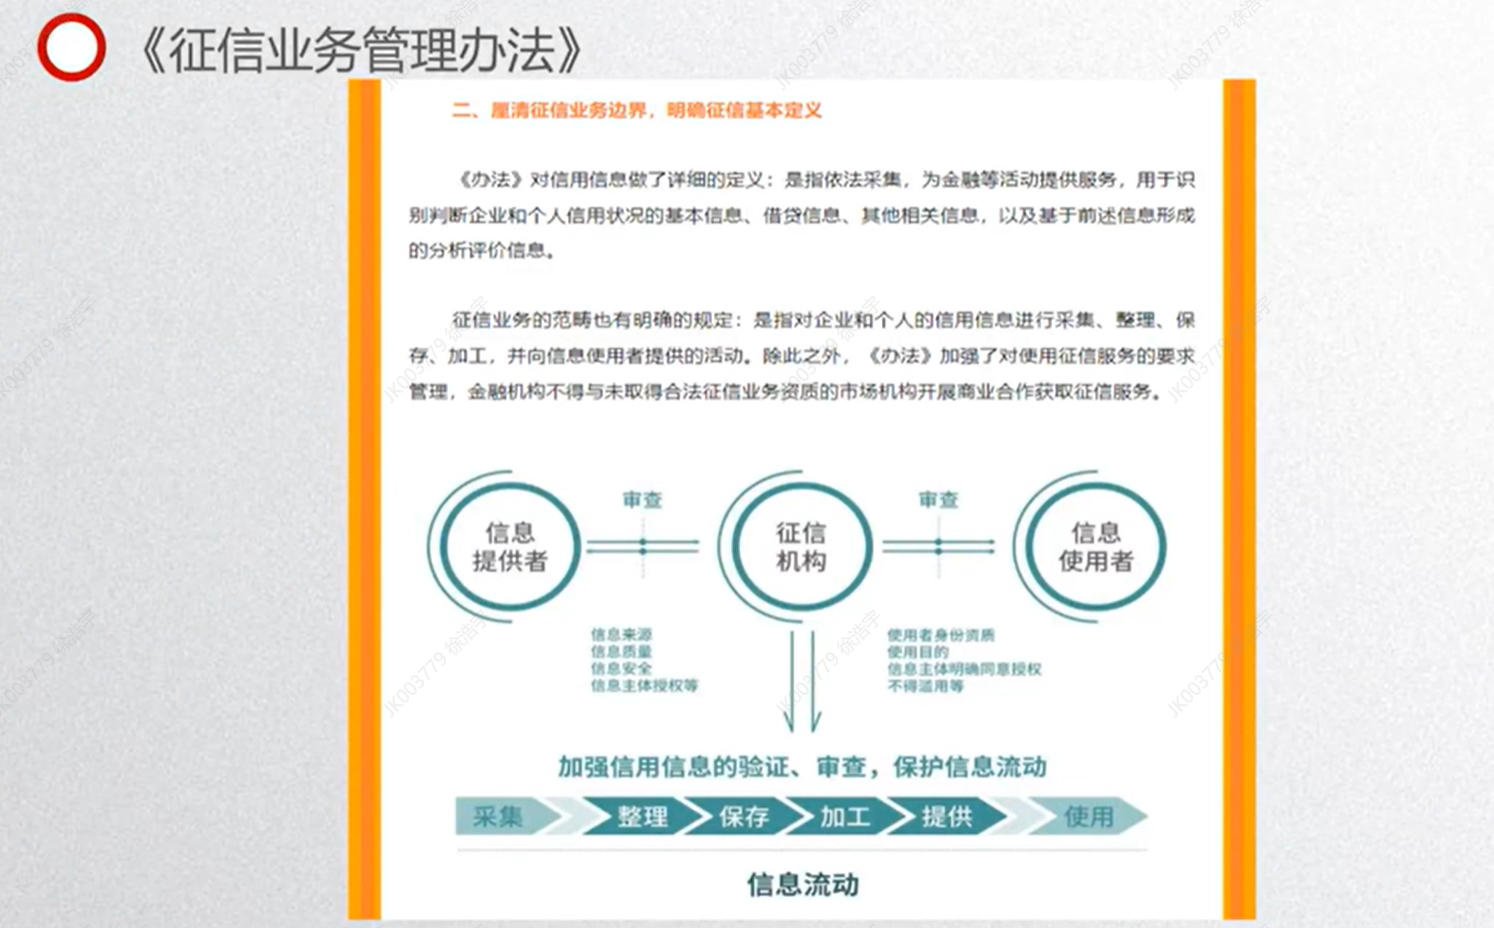 《征信业务管理办法》
二、厘清征信业务边界，明确征信基本定义
《办法》对信用信息做了详细的定义：是指依法采集，为金融等活动提供服务，用于识
别判断企业和个人信用状况的基本信息、借贷信息、其他相关信息，以及基于前述信息形成
的分析评价信息。
征信业务的范畴也有明确的规定：是指对企业和个人的信用信息进行采集、整理、保
存、加工，并向信息使用者提供的活动。除此之外，《办法》加强了对使用征信服务的要求
管理，金融机构不得与未取得合法征信业务资质的市场机构开展商业合作获取征信服务。
审查
审查
信息
提供者
征信
机构
信息
使用者
信息来源
信息质量
信息安全
信息主体授权等
使用者身份资质
使用目的
信息主体明确同意授权
不得滥用等
加强信用信息的验证、审查，保护信息流动
采集 整理 保存 加工 提供 使用
信息流动
JK003779 徐浩宇